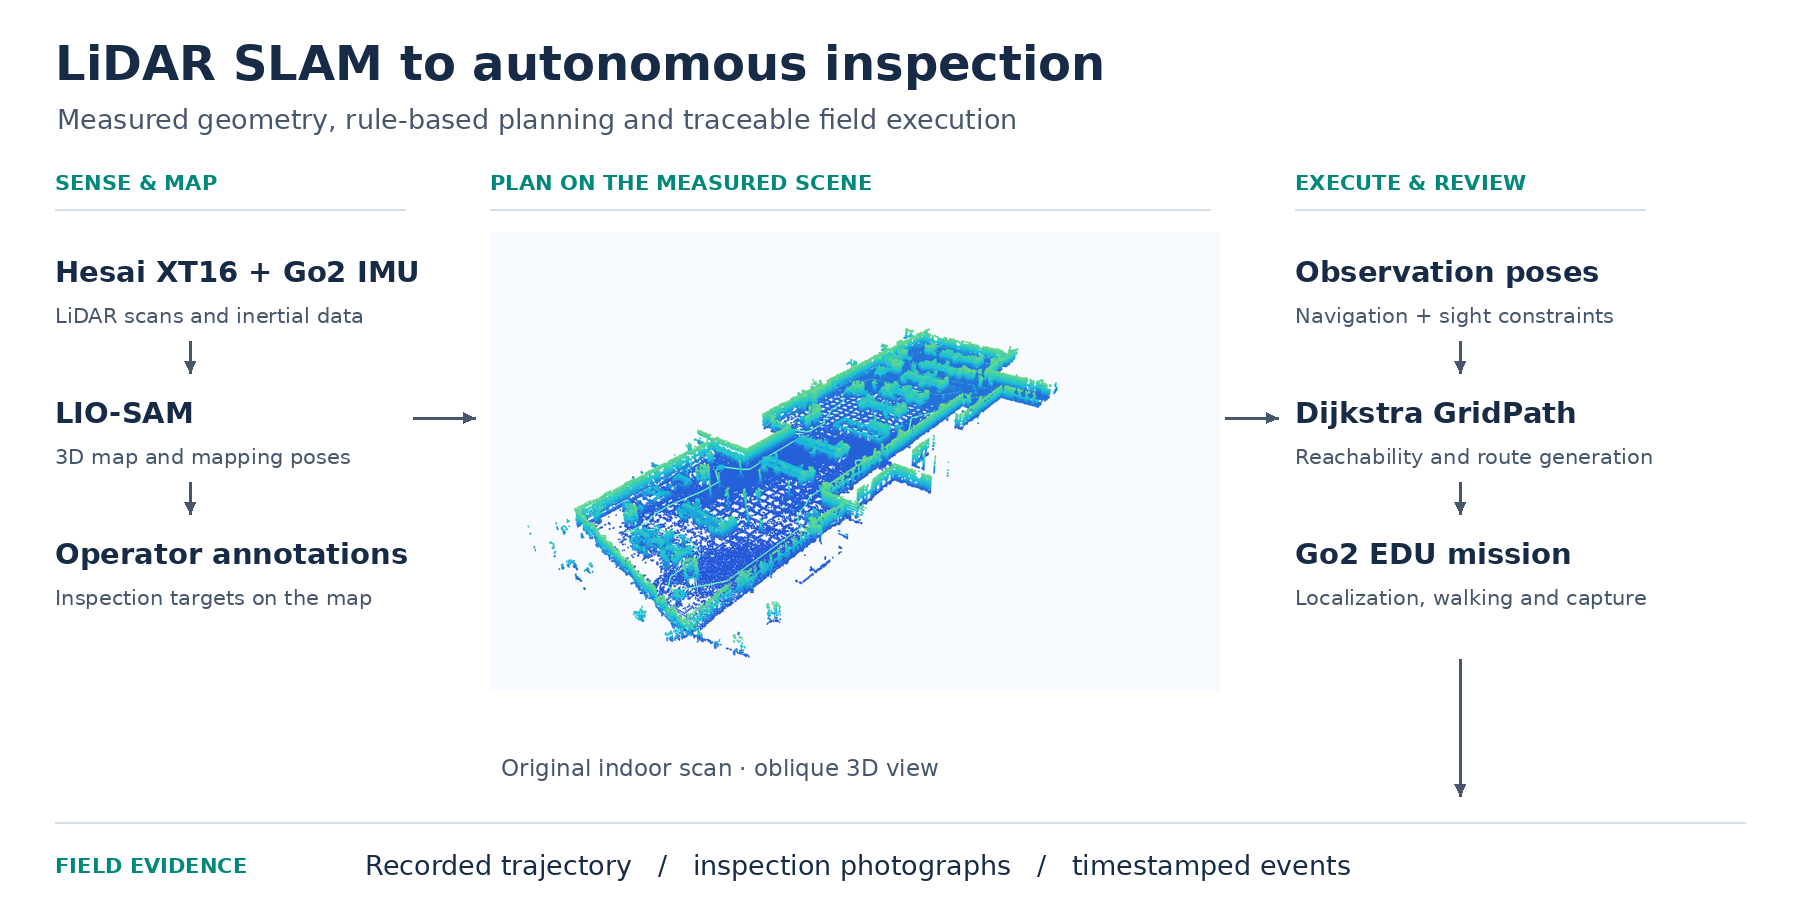 LiDAR SLAM to autonomous inspection
Measured geometry, rule-based planning and traceable field execution
SENSE & MAP
Hesai XT16 + Go2 IMU
LiDAR scans and inertial data
LIO-SAM
3D map and mapping poses
Operator annotations
Inspection targets on the map
PLAN ON THE MEASURED SCENE
Original indoor scan · oblique 3D view
EXECUTE & REVIEW
Observation poses
Navigation + sight constraints
Dijkstra GridPath
Reachability and route generation
Go2 EDU mission
Localization, walking and capture
FIELD EVIDENCE
Recorded trajectory / inspection photographs / timestamped events